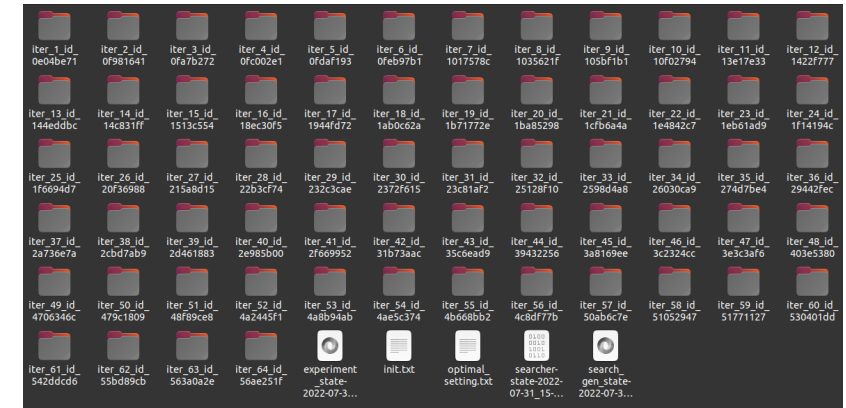 iter_1_id_ iter_2_id_ iter_3_id_ iter_4_id_ iter_5_id_ iter_6_id_ iter_7_id_ iter_8_id_ iter_9_id_ iter_10_id_ iter_11_id_ iter_12_id_
0e04be71 0f981641 0fa7b272 0fc002e1 0fdaf193 0feb97b1 1017578c 1035621f 105bf1b1 10f02794 13e17e33 1422f777
iter_13_id_ iter_14_id_ iter_15_id_ iter_16_id_ iter_17_id_ iter_18_id_ iter_19_id_ iter_20_id_ iter_21_id_ iter_22_id_ iter_23_id_ iter_24_id_
144eddbc 14c831ff 1513c554 18ec30f5 1944fd72 1ab0c62a 1b71772e 1ba85298 1cfb6a4a 1e4842c7 1eb61ad9 1f14194c
iter_25_id_ iter_26_id_ iter_27_id_ iter_28_id_ iter_29_id_ iter_30_id_ iter_31_id_ iter_32_id_ iter_33_id_ iter_34_id_ iter_35_id_ iter_36_id_
1f6694d7 20f36988 215a8d15 22b3cf74 232c3cae 2372f615 23c81af2 25128f10 2598d4a8 26030ca9 274d7be4 29442fec
iter_37_id_ iter_38_id_ iter_39_id_ iter_40_id_ iter_41_id_ iter_42_id_ iter_43_id_ iter_44_id_ iter_45_id_ iter_46_id_ iter_47_id_ iter_48_id_
2a736e7a 2cbd7ab9 2d461883 2e985b00 2f669952 31b73aac 35c6ead9 39432256 3a8169ee 3c2324cc 3e3c3af6 403e5380
iter_49_id_ iter_50_id_ iter_51_id_ iter_52_id_ iter_53_id_ iter_54_id_ iter_55_id_ iter_56_id_ iter_57_id_ iter_58_id_ iter_59_id_ iter_60_id_
4706346c 479c1809 48f89ce8 4a2445f1 4a8b94ab 4ae5c374 4b668bb2 4c8df77b 50ab6c7e 51052947 51771127 530401dd
0100
0010
1001
0110
iter_61_id_ iter_62_id_ iter_63_id_ iter_64_id_ experiment init.txt optimal_ searcher- search_
542ddcd6 55bd89cb 563a0a2e 56ae251f _state- setting.txt state-2022- gen_state-
2022-07-3... 07-31_15-... 2022-07-3...